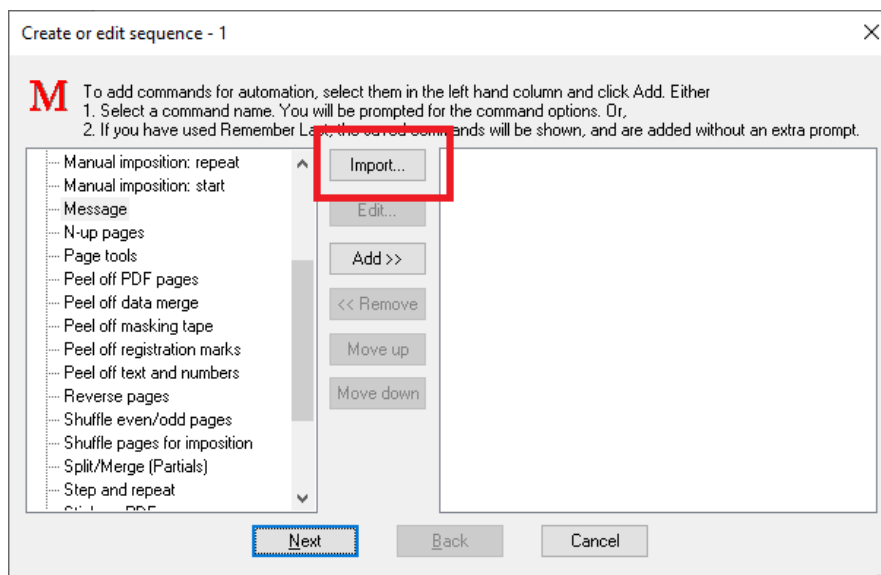 Create or edit sequence - 1
M
To add commands for automation, select them in the left hand column and click Add. Either
1. Select a command name. You will be prompted for the command options. Or,
2. If you have used Remember Last, the saved commands will be shown, and are added without an extra prompt.
Manual imposition: repeat
Manual imposition: start
Message
N-up pages
Page tools
Peel off PDF pages
Peel off data merge
Peel off masking tape
Peel off registration marks
Peel off text and numbers
Reverse pages
Shuffle even/odd pages
Shuffle pages for imposition
Split/Merge (Partials)
Step and repeat
Import...
Edit...
Add >>
<< Remove
Move up
Move down
Next
Back
Cancel